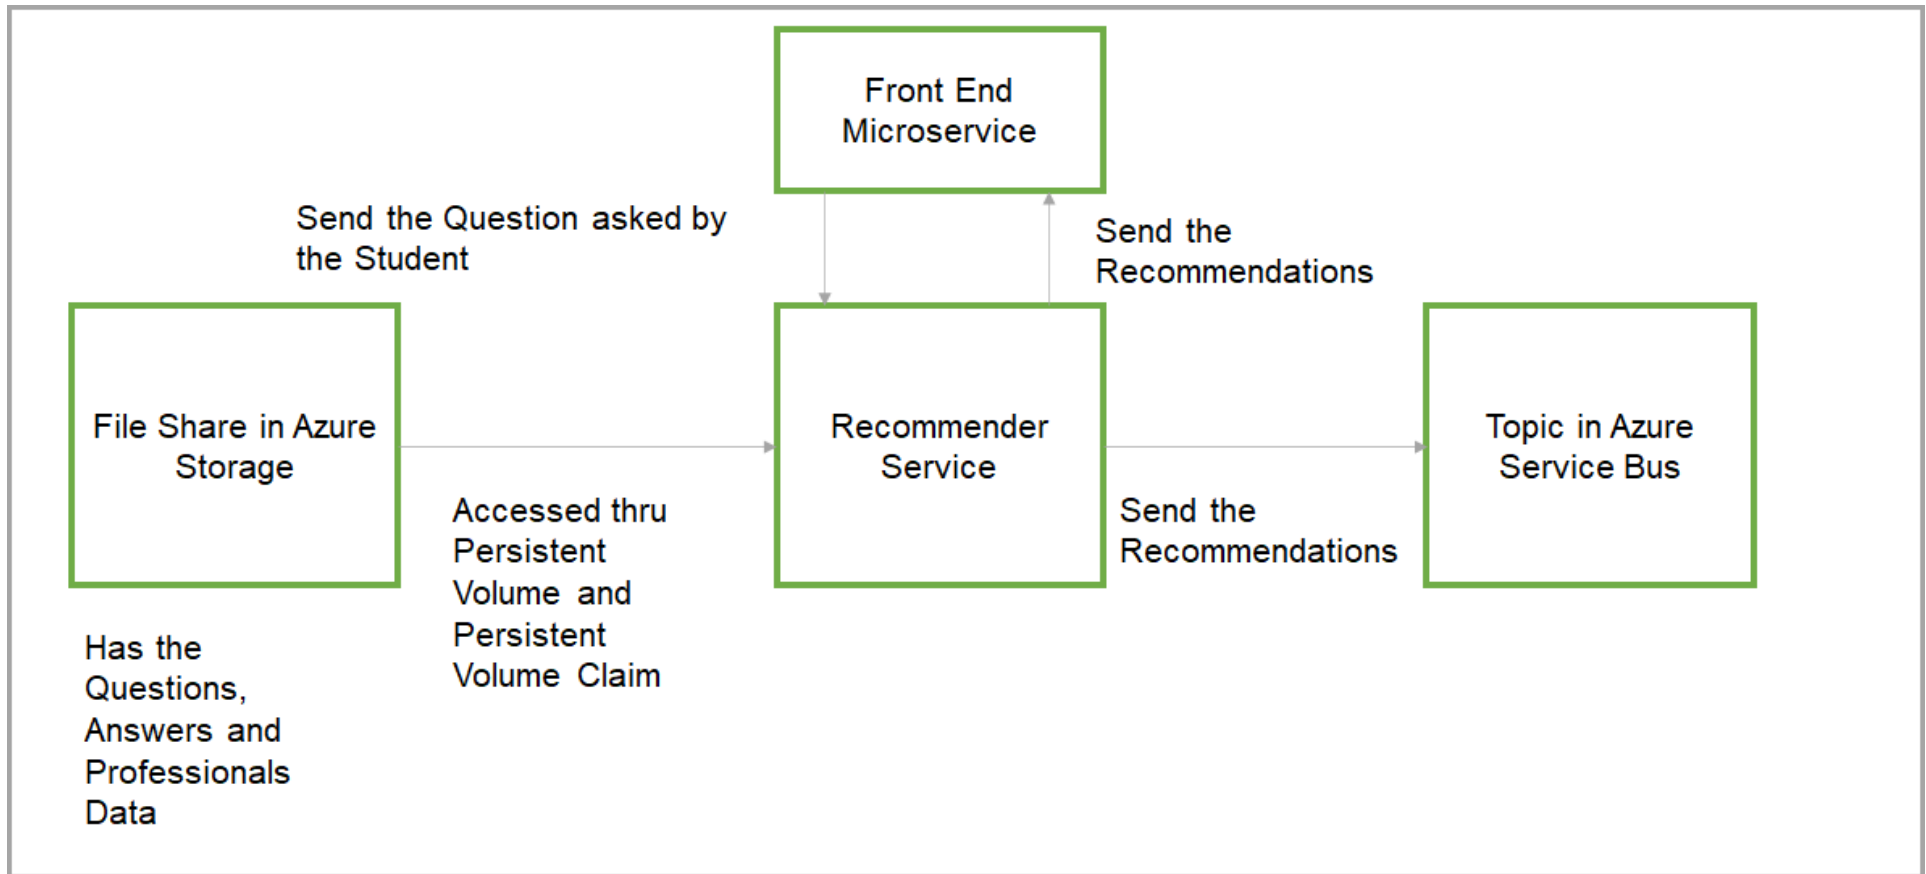 Front End
Microservice
Send the Question asked by
the Student
Send the
Recommendations
File Share in Azure
Storage
Recommender
Service
Topic in Azure
Service Bus
Accessed thru
Persistent
Volume and
Persistent
Volume Claim
Send the
Recommendations
Has the
Questions,
Answers and
Professionals
Data